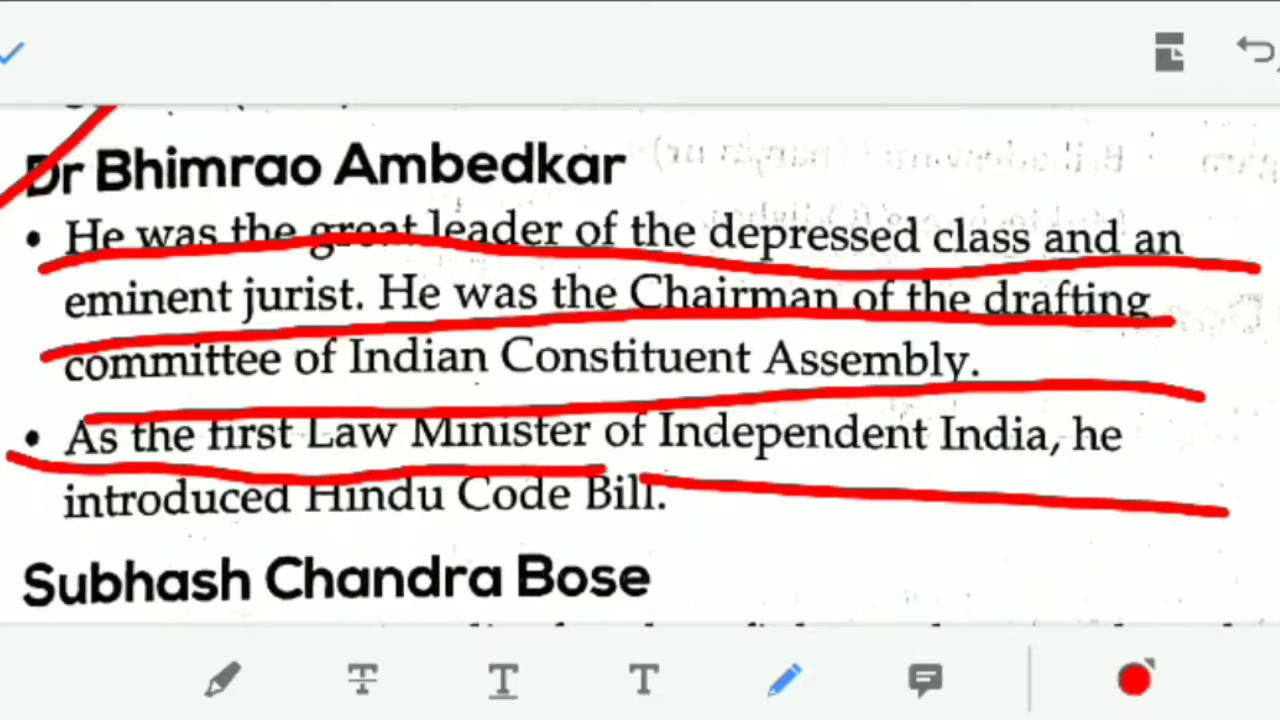 Dr Bhimrao Ambedkar
• He was the great leader of the depressed class and an
eminent jurist. He was the Chairman of the drafting
committee of Indian Constituent Assembly.
• As the first Law Minister of Independent India, he
introduced Hindu Code Bill.
Subhash Chandra Bose